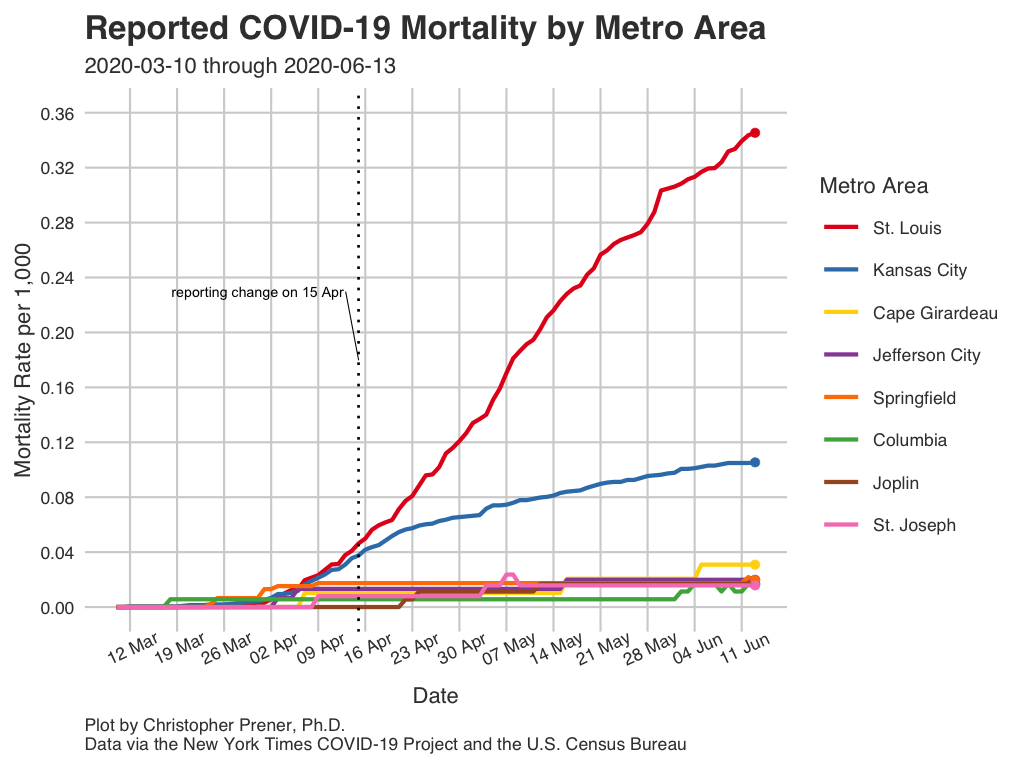 Reported COVID-19 Mortality by Metro Area
2020-03-10 through 2020-06-13
Mortality Rate per 1,000
0.36
0.32
0.28
0.24
0.20
0.16
0.12
0.08
0.04
0.00
reporting change on 15 Apr
12 Mar
19 Mar
26 Mar
02 Apr
09 Apr
16 Apr
23 Apr
30 Apr
07 May
14 May
21 May
28 May
04 Jun
11 Jun
Date
Metro Area
St. Louis
Kansas City
Cape Girardeau
Jefferson City
Springfield
Columbia
Joplin
St. Joseph
Plot by Christopher Prener, Ph.D.
Data via the New York Times COVID-19 Project and the U.S. Census Bureau